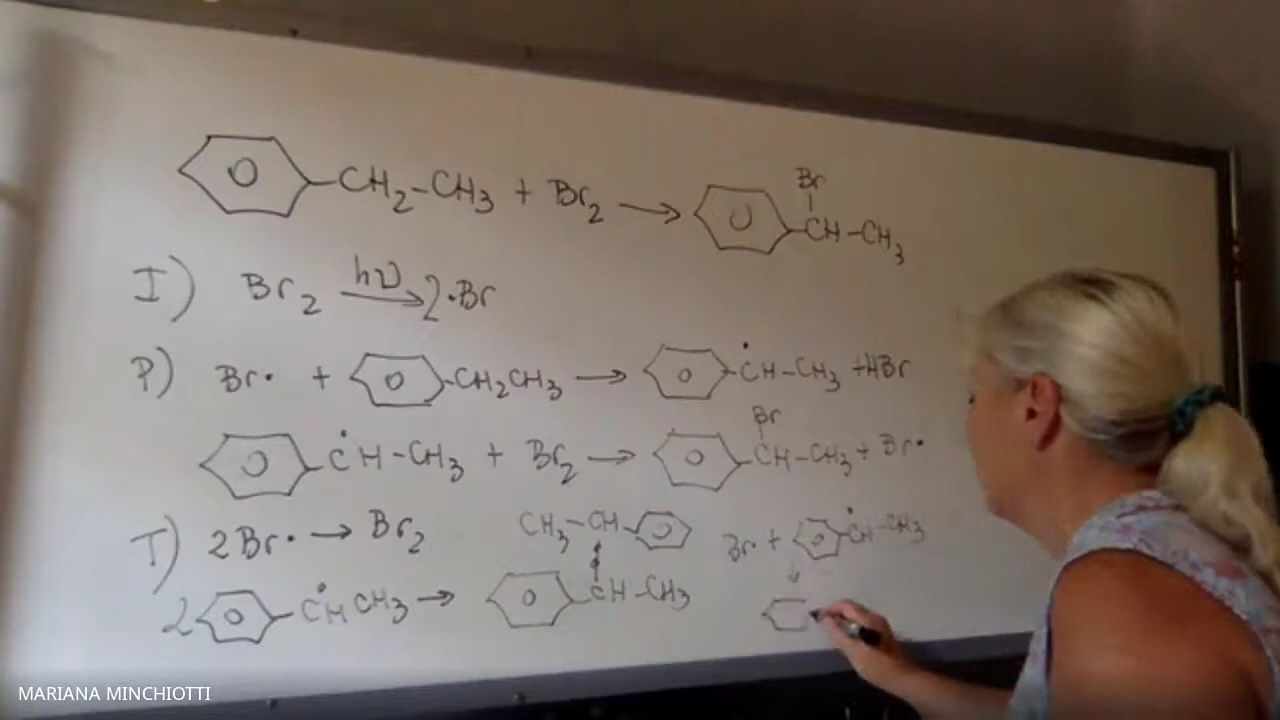 CH₂-CH₃ + Br₂ → CH-CH₃
Br
I) Br₂ hν → 2·Br
P) Br· + CH₂CH₃ → ĊH-CH₃ + HBr
ĊH-CH₃ + Br₂ → CH-CH₃ + Br·
Br
T) 2Br· → Br₂
CH₃-CH
2 ĊHCH₃ → CH-CH₃
Br· + ĊH-CH₃
MARIANA MINCHIOTTI